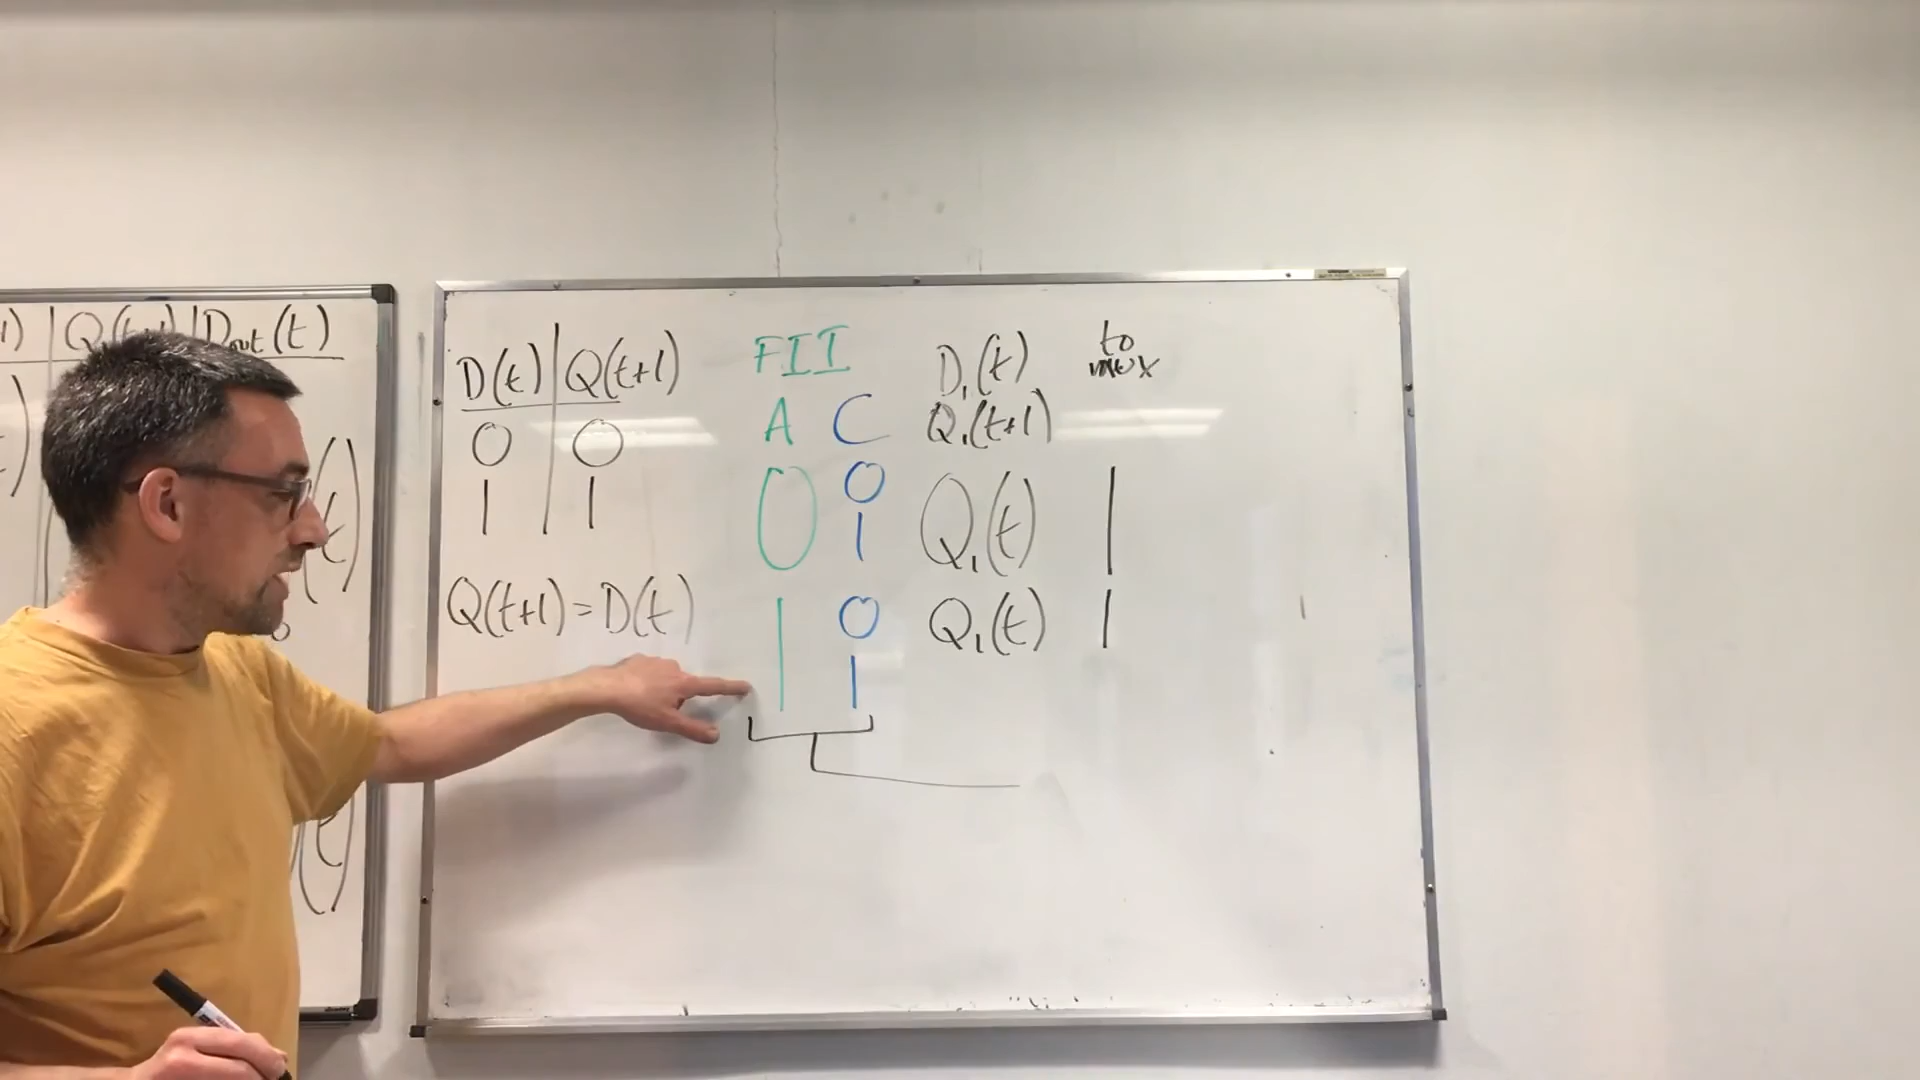 Dout(t)
D(t) | Q(t+1)
0 | 0
1 | 1
Q(t+1)=D(t)
FII
A C D₁(t) Q₁(t+1) to mux
0 0 1 Q₁(t) 1
1 0 Q₁(t) 1
1